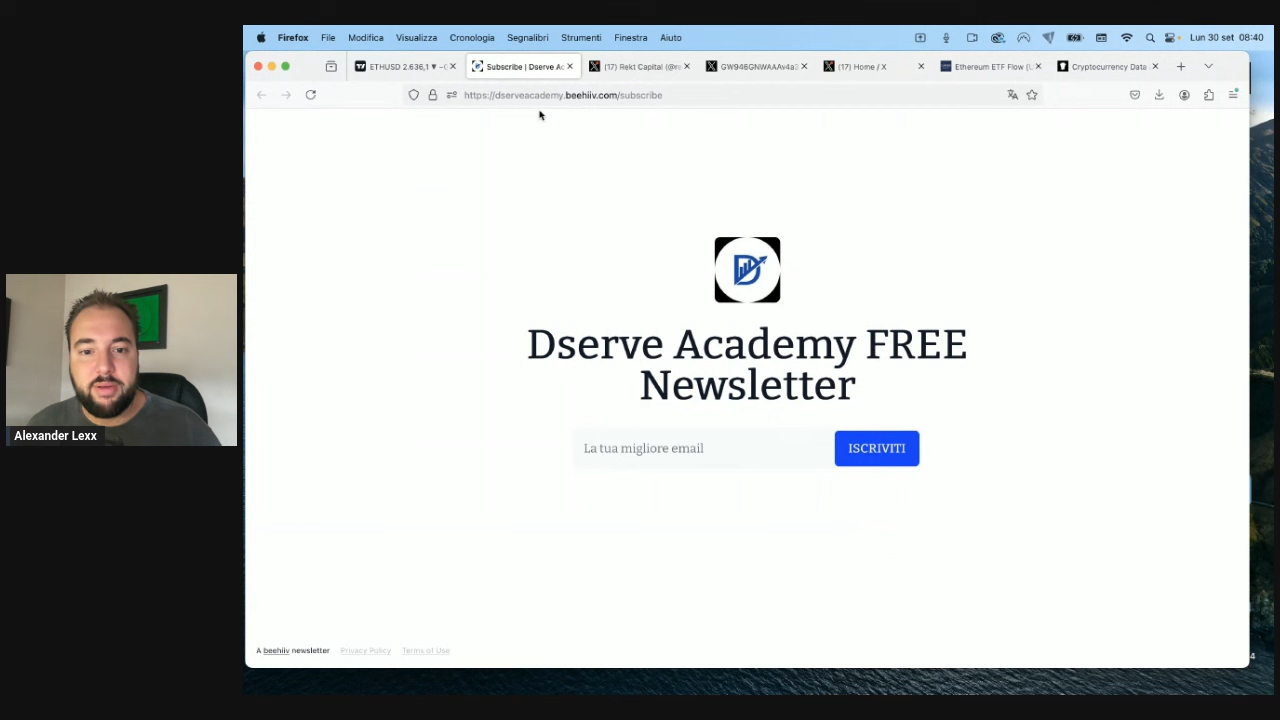 Firefox File Modifica Visualizza Cronologia Segnalibri Strumenti Finestra Aiuto Lun 30 set 08:40
ETHUSD 2.636,1 ▼ Subscribe | Dserve Ac (17) Rekt Capital (@r GW946GNWAAAv4a (17) Home / X Ethereum ETF Flow Cryptocurrency Data
https://dserveacademy.beehiiv.com/subscribe
Dserve Academy FREE
Newsletter
La tua migliore email ISCRIVITI
Alexander Lexx
A beehiiv newsletter Privacy Policy Terms of Use